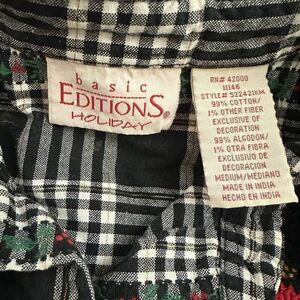 basic
EDITIONS®
HOLIDAY
RN# 42000
11146
STYLE# S22421XM
99% COTTON/
1% OTHER FIBER
EXCLUSIVE OF
DECORATION
99% ALGODON/
1% OTRA FIBRA
EXCLUSIVO DE
DECORACION
MEDIUM/MEDIANO
MADE IN INDIA
HECHO EN INDIA